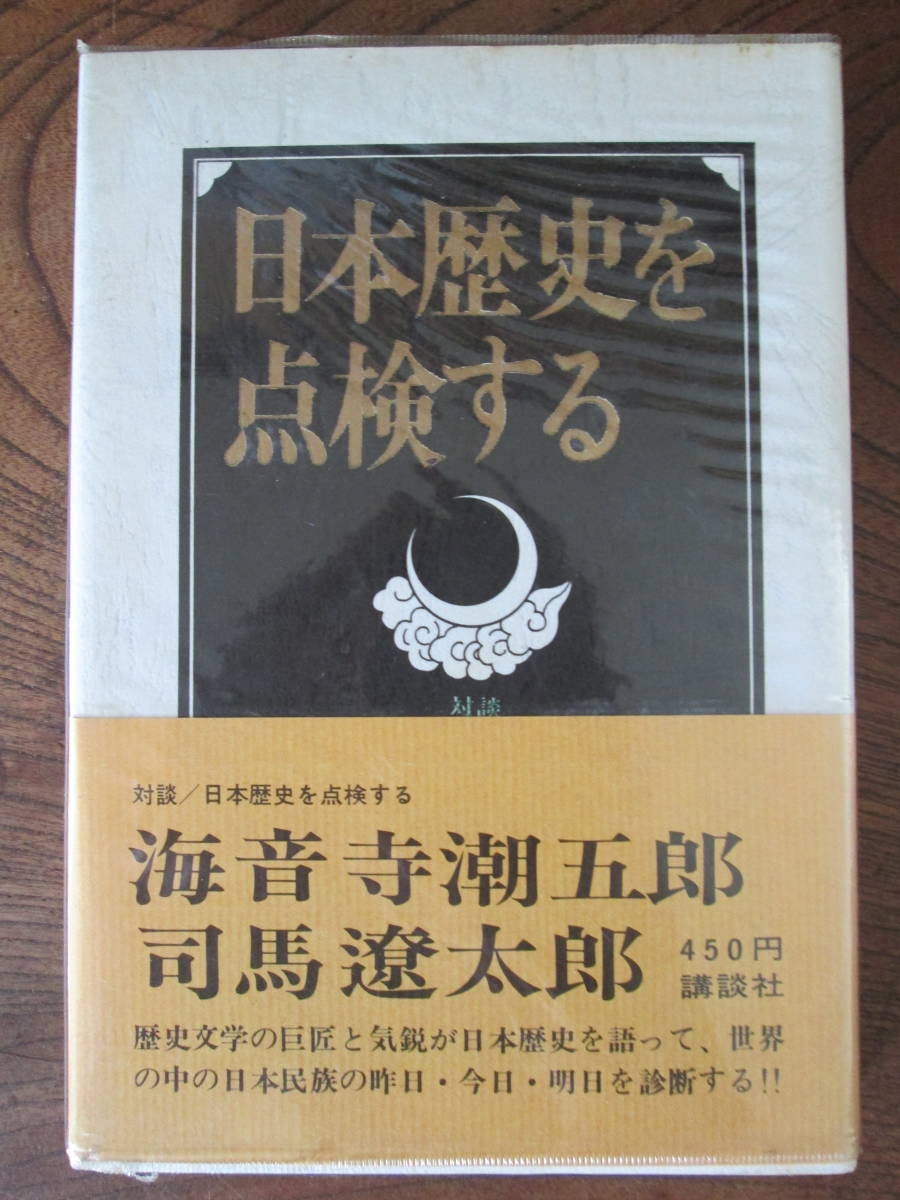 日本歴史を
点検する
対談
対談／日本歴史を点検する
海音寺潮五郎
司馬遼太郎
450円
講談社
歴史文学の巨匠と気鋭が日本歴史を語って、世界
の中の日本民族の昨日・今日・明日を診断する!!